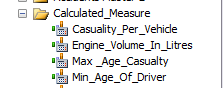 Calculated_Measure
Casuality_Per_Vehicle
Engine_Volume_In_Litres
Max _Age_Casualty
Min_Age_Of_Driver